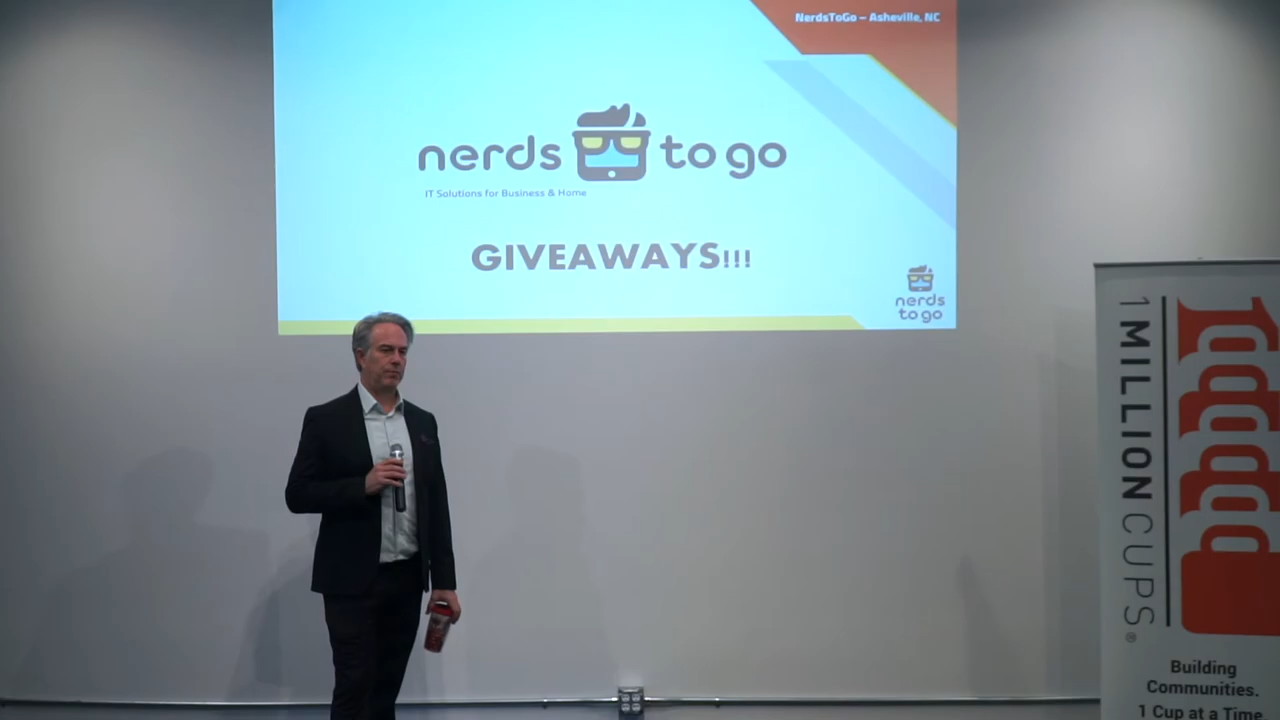 NerdsToGo – Asheville, NC
nerds to go
IT Solutions for Business & Home
GIVEAWAYS!!!
nerds
to go
1 MILLION CUPS®
Building
Communities.
1 Cup at a Time